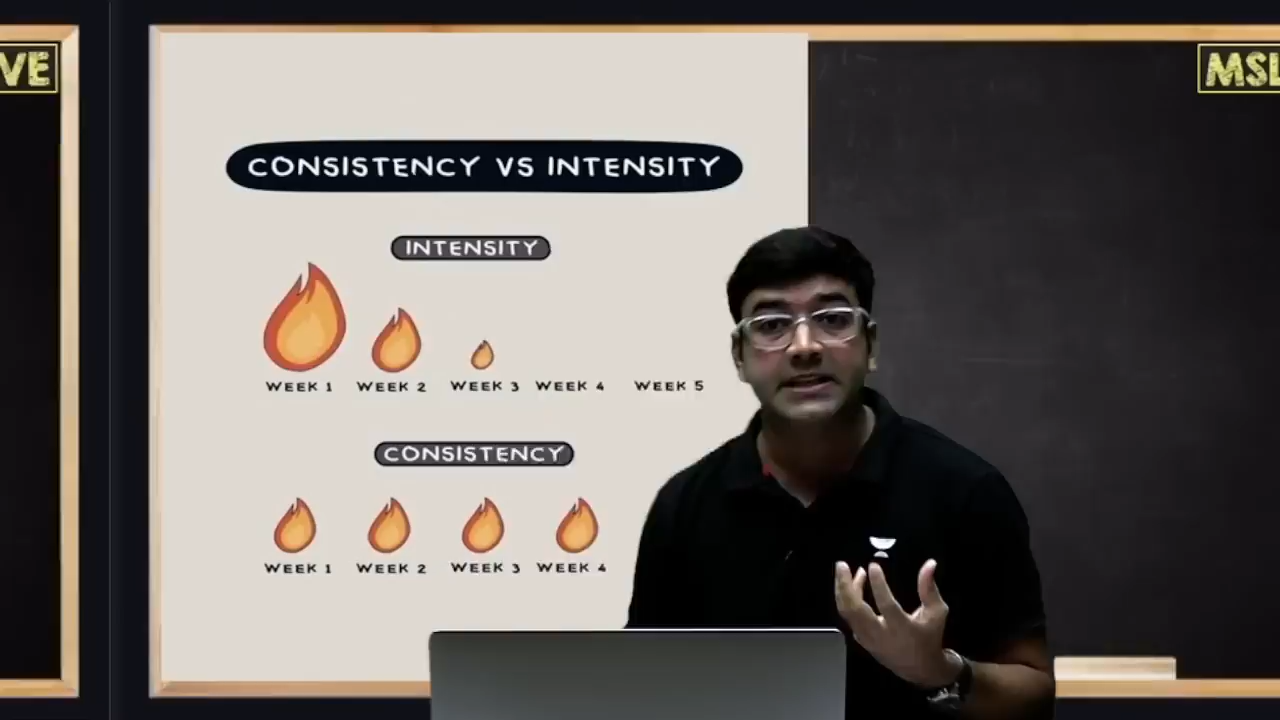 VE
MSL
CONSISTENCY VS INTENSITY
INTENSITY
WEEK 1 WEEK 2 WEEK 3 WEEK 4 WEEK 5
CONSISTENCY
WEEK 1 WEEK 2 WEEK 3 WEEK 4